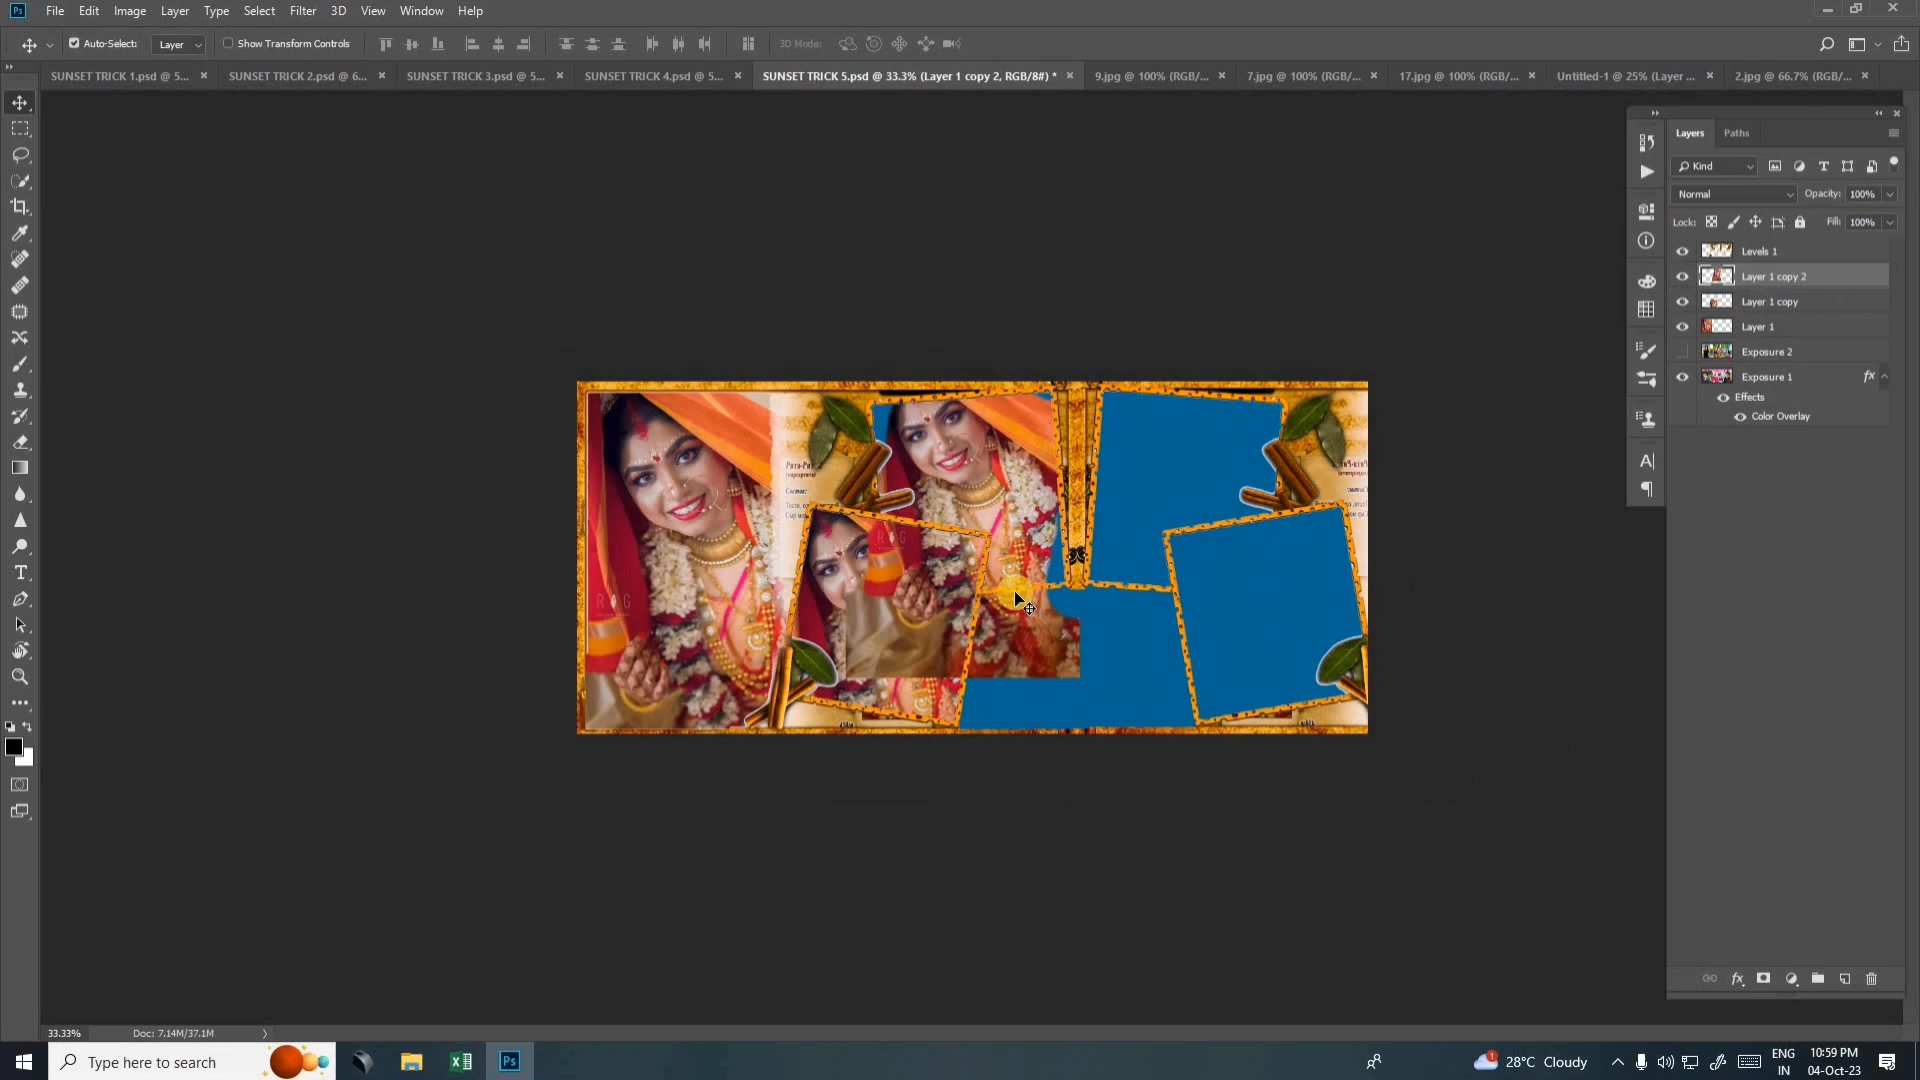 Ps File Edit Image Layer Type Select Filter 3D View Window Help
Auto-Select: Layer Show Transform Controls 3D Mode:
SUNSET TRICK 1.psd @ 5... × SUNSET TRICK 2.psd @ 6... × SUNSET TRICK 3.psd @ 5... × SUNSET TRICK 4.psd @ 5... × SUNSET TRICK 5.psd @ 33.3% (Layer 1 copy 2, RGB/8#) * × 9.jpg @ 100% (RGB/... × 7.jpg @ 100% (RGB/... × 17.jpg @ 100% (RGB/... × Untitled-1 @ 25% (Layer ... × 2.jpg @ 66.7% (RGB/... ×
Layers Paths
Kind
Normal Opacity: 100%
Lock: Fill: 100%
Levels 1
Layer 1 copy 2
Layer 1 copy
Layer 1
Exposure 2
Exposure 1 fx
Effects
Color Overlay
33.33% Doc: 7.14M/37.1M
Type here to search
Ps
28°C Cloudy
ENG
IN
10:59 PM
04-Oct-23